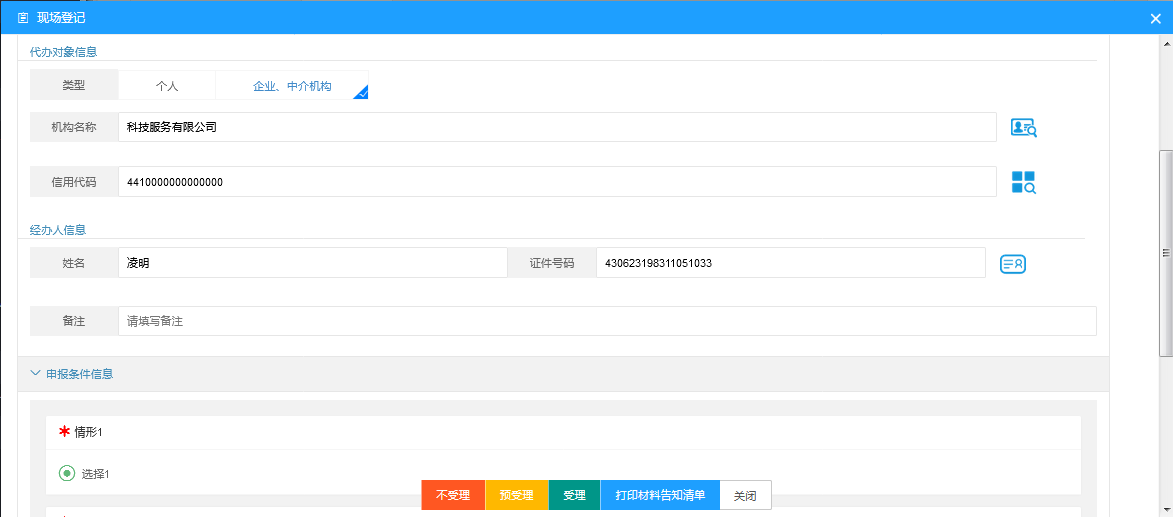 现场登记
代办对象信息
类型 个人 企业、中介机构
机构名称 科技服务有限公司
信用代码 4410000000000000
经办人信息
姓名 凌明 证件号码 430623198311051033
备注 请填写备注
申报条件信息
* 情形1
选择1
不受理 预受理 受理 打印材料告知清单 关闭